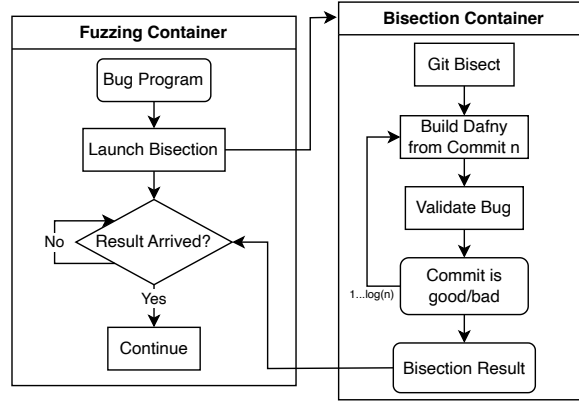 Fuzzing Container
Bug Program
Launch Bisection
Result Arrived?
No
Yes
Continue
Bisection Container
Git Bisect
Build Dafny
from Commit n
Validate Bug
Commit is
good/bad
1...log(n)
Bisection Result